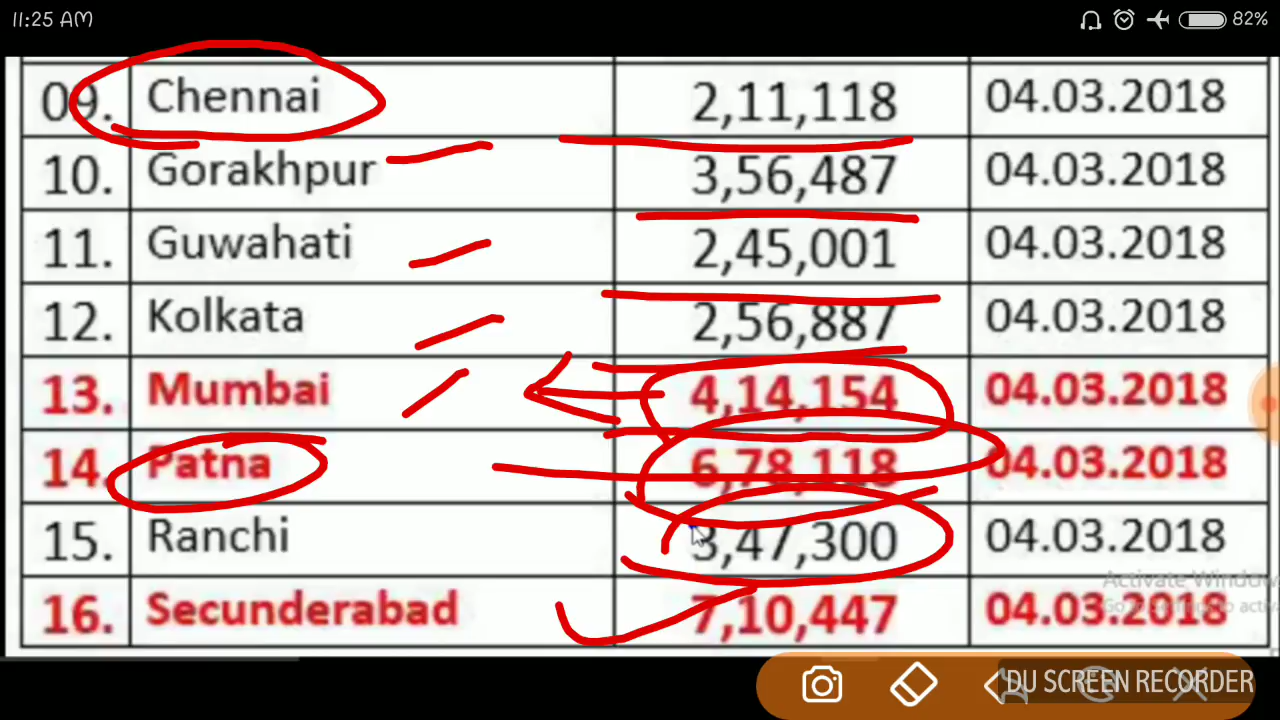 11:25 AM 82%
09. Chennai 2,11,118 04.03.2018
10. Gorakhpur 3,56,487 04.03.2018
11. Guwahati 2,45,001 04.03.2018
12. Kolkata 2,56,887 04.03.2018
13. Mumbai 4,14,154 04.03.2018
14. Patna 6,78,118 04.03.2018
15. Ranchi 3,47,300 04.03.2018
Activate Window
16. Secunderabad 7,10,447 04.03.2018
DU SCREEN RECORDER